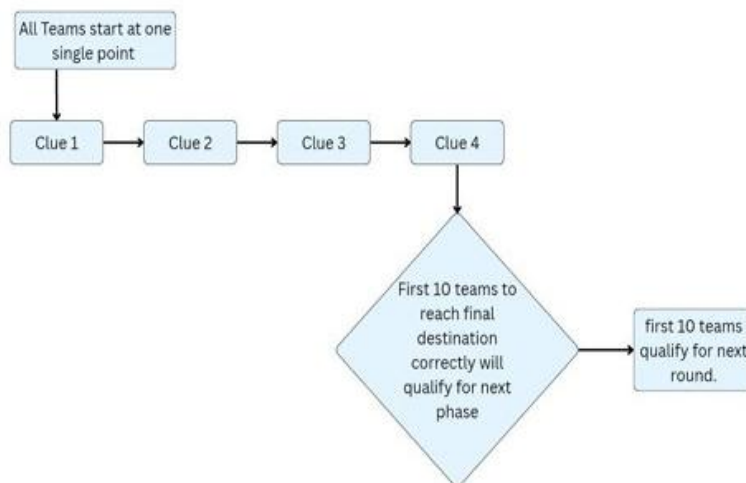 All Teams start at one
single point
Clue 1
Clue 2
Clue 3
Clue 4
First 10 teams to
reach final
destination
correctly will
qualify for next
phase
first 10 teams
qualify for next
round.